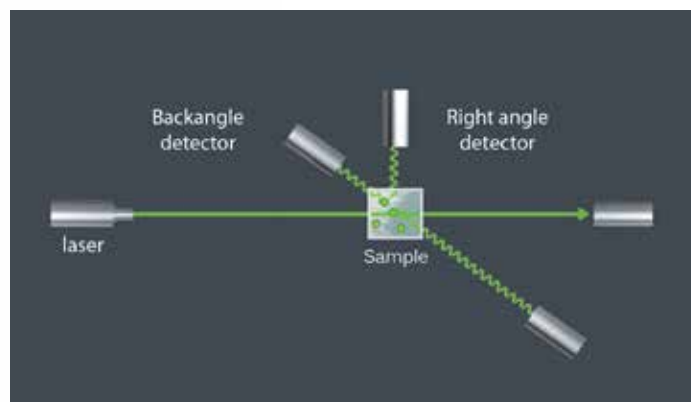 Backangle
detector
Right angle
detector
laser
Sample